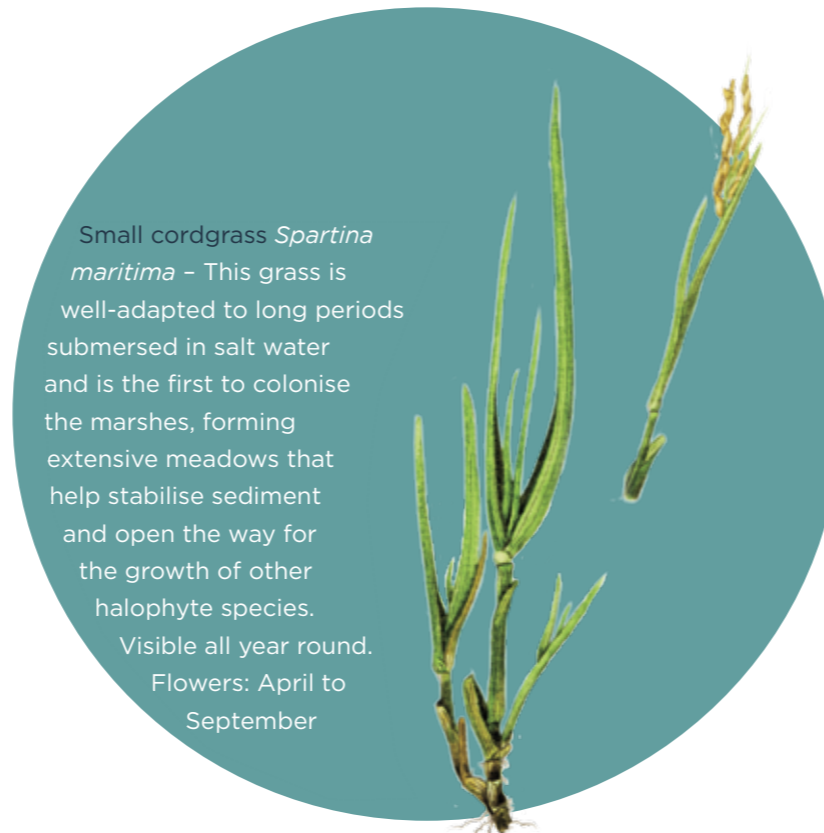 Small cordgrass Spartina
maritima – This grass is
well-adapted to long periods
submersed in salt water
and is the first to colonise
the marshes, forming
extensive meadows that
help stabilise sediment
and open the way for
the growth of other
halophyte species.
Visible all year round.
Flowers: April to
September